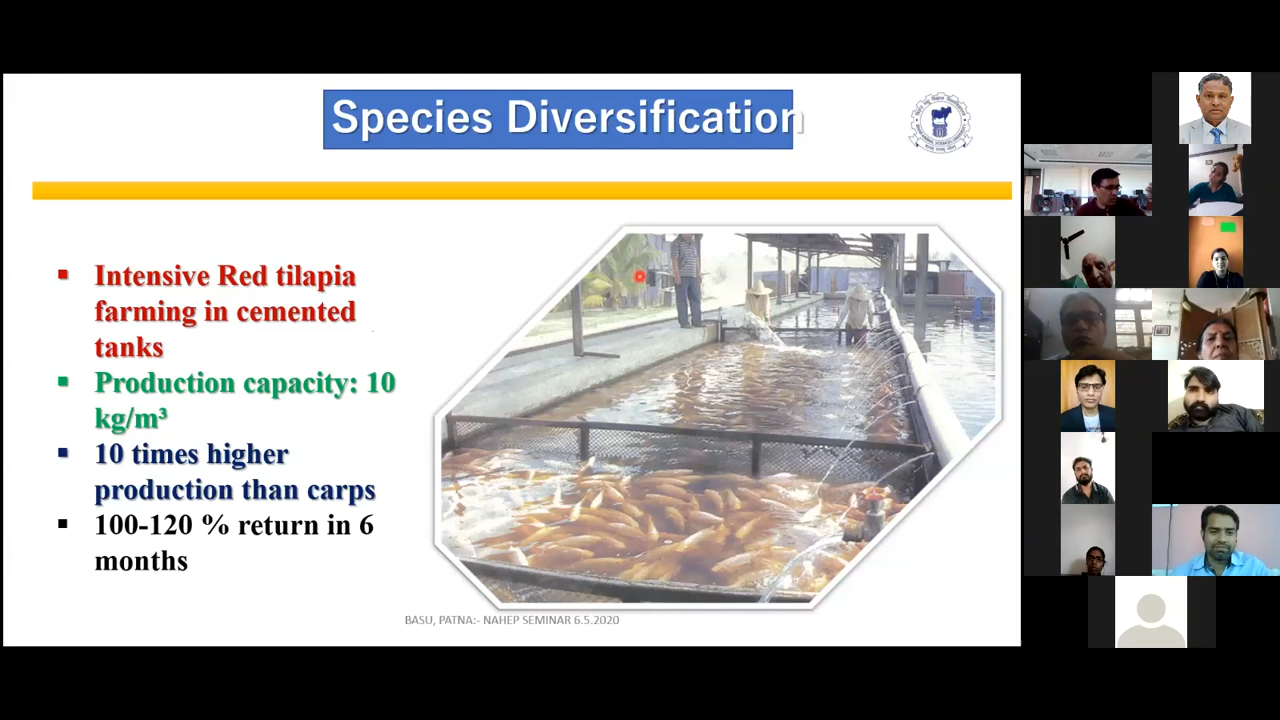 Species Diversification
Intensive Red tilapia
farming in cemented
tanks
Production capacity: 10
kg/m³
10 times higher
production than carps
100-120 % return in 6
months
BASU, PATNA:- NAHEP SEMINAR 6.5.2020